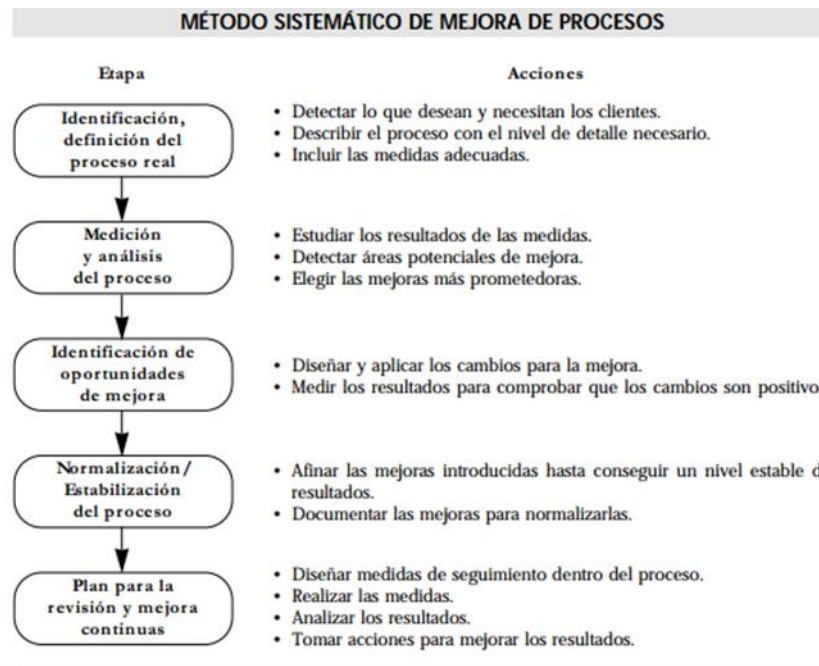 MÉTODO SISTEMÁTICO DE MEJORA DE PROCESOS
Etapa
Acciones
Identificación,
definición del
proceso real
• Detectar lo que desean y necesitan los clientes.
• Describir el proceso con el nivel de detalle necesario.
• Incluir las medidas adecuadas.
Medición
y análisis
del proceso
• Estudiar los resultados de las medidas.
• Detectar áreas potenciales de mejora.
• Elegir las mejoras más prometedoras.
Identificación de
oportunidades
de mejora
• Diseñar y aplicar los cambios para la mejora.
• Medir los resultados para comprobar que los cambios son positivo
Normalización /
Estabilización
del proceso
• Afinar las mejoras introducidas hasta conseguir un nivel estable d
resultados.
• Documentar las mejoras para normalizarlas.
Plan para la
revisión y mejora
continuas
• Diseñar medidas de seguimiento dentro del proceso.
• Realizar las medidas.
• Analizar los resultados.
• Tomar acciones para mejorar los resultados.